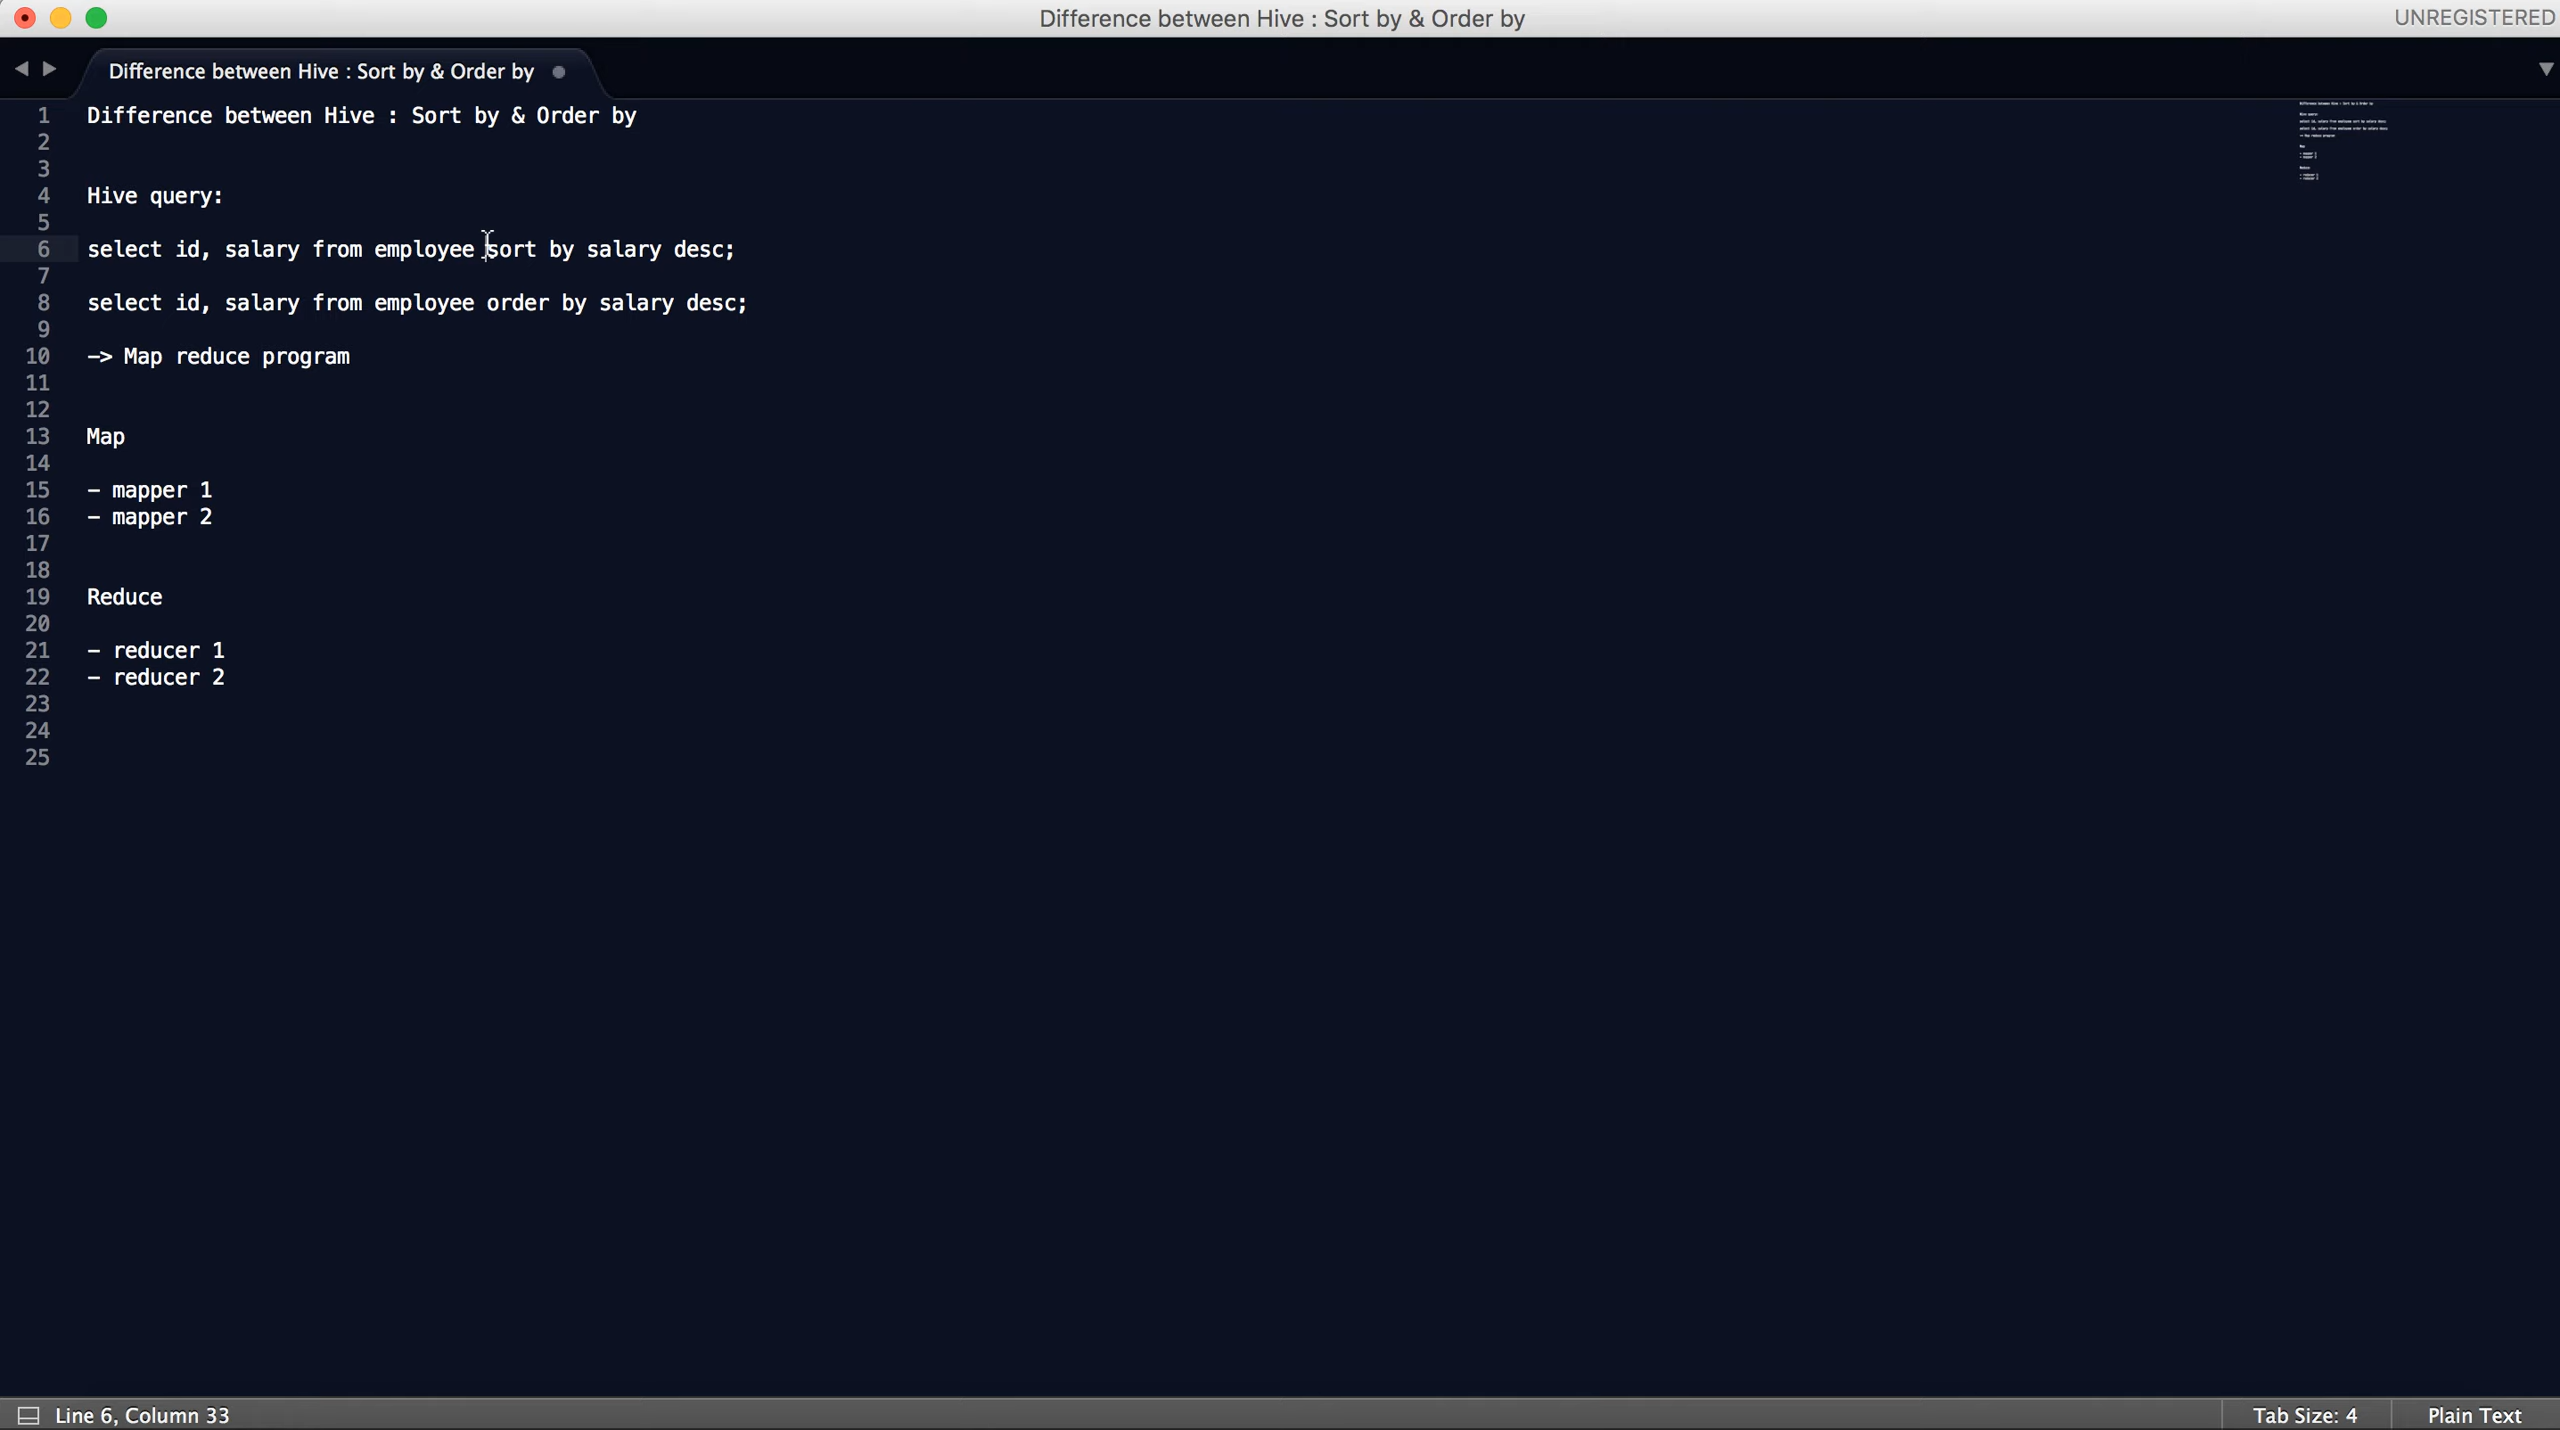 Difference between Hive : Sort by & Order by
UNREGISTERED
Difference between Hive : Sort by & Order by
1 Difference between Hive : Sort by & Order by
2
3
4 Hive query:
5
6 select id, salary from employee sort by salary desc;
7
8 select id, salary from employee order by salary desc;
9
10 -> Map reduce program
11
12
13 Map
14
15 - mapper 1
16 - mapper 2
17
18
19 Reduce
20
21 - reducer 1
22 - reducer 2
23
24
25
Line 6, Column 33
Tab Size: 4
Plain Text